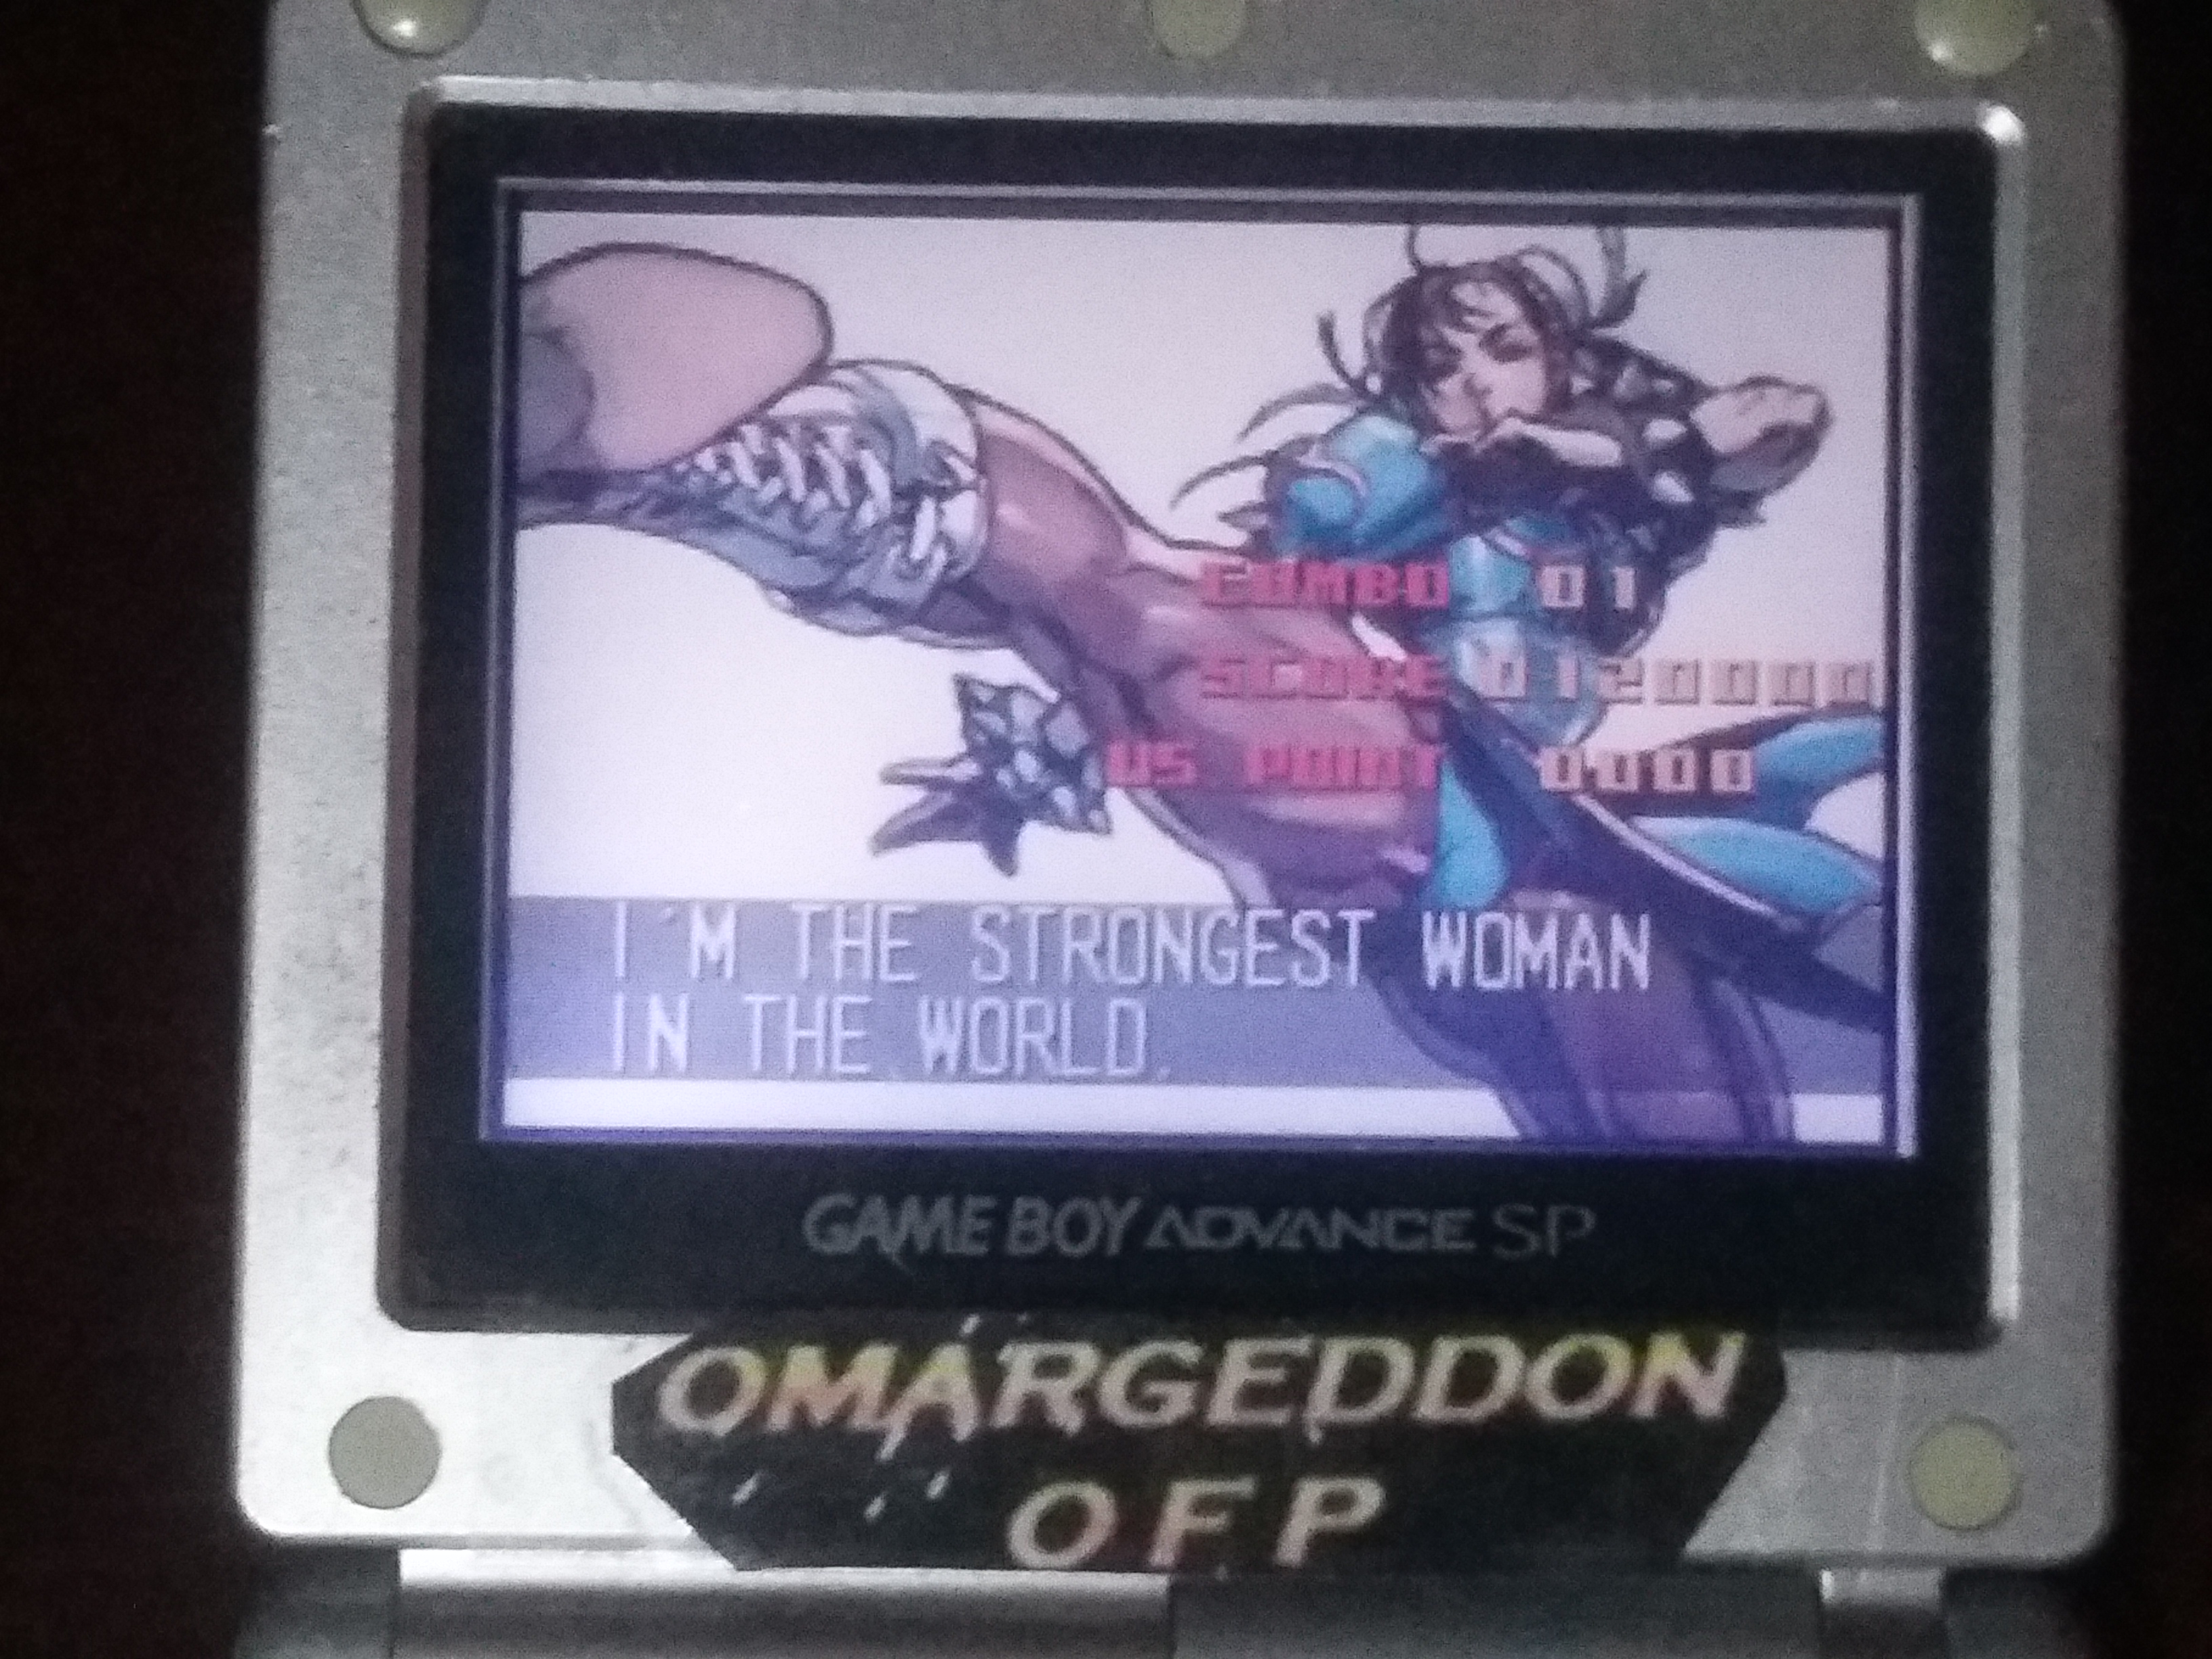 COMBO 01
SCORE 0120000
VS POINT 0000
I'M THE STRONGEST WOMAN
IN THE WORLD.
GAME BOY ADVANCE SP
OMARGEDDON
OFP